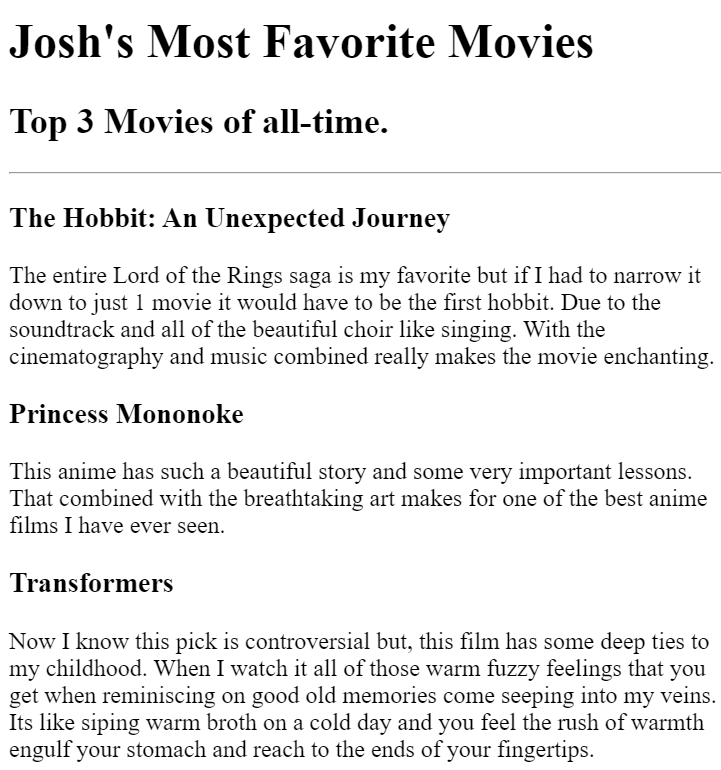 Josh's Most Favorite Movies
Top 3 Movies of all-time.
The Hobbit: An Unexpected Journey
The entire Lord of the Rings saga is my favorite but if I had to narrow it
down to just 1 movie it would have to be the first hobbit. Due to the
soundtrack and all of the beautiful choir like singing. With the
cinematography and music combined really makes the movie enchanting.
Princess Mononoke
This anime has such a beautiful story and some very important lessons.
That combined with the breathtaking art makes for one of the best anime
films I have ever seen.
Transformers
Now I know this pick is controversial but, this film has some deep ties to
my childhood. When I watch it all of those warm fuzzy feelings that you
get when reminiscing on good old memories come seeping into my veins.
Its like siping warm broth on a cold day and you feel the rush of warmth
engulf your stomach and reach to the ends of your fingertips.